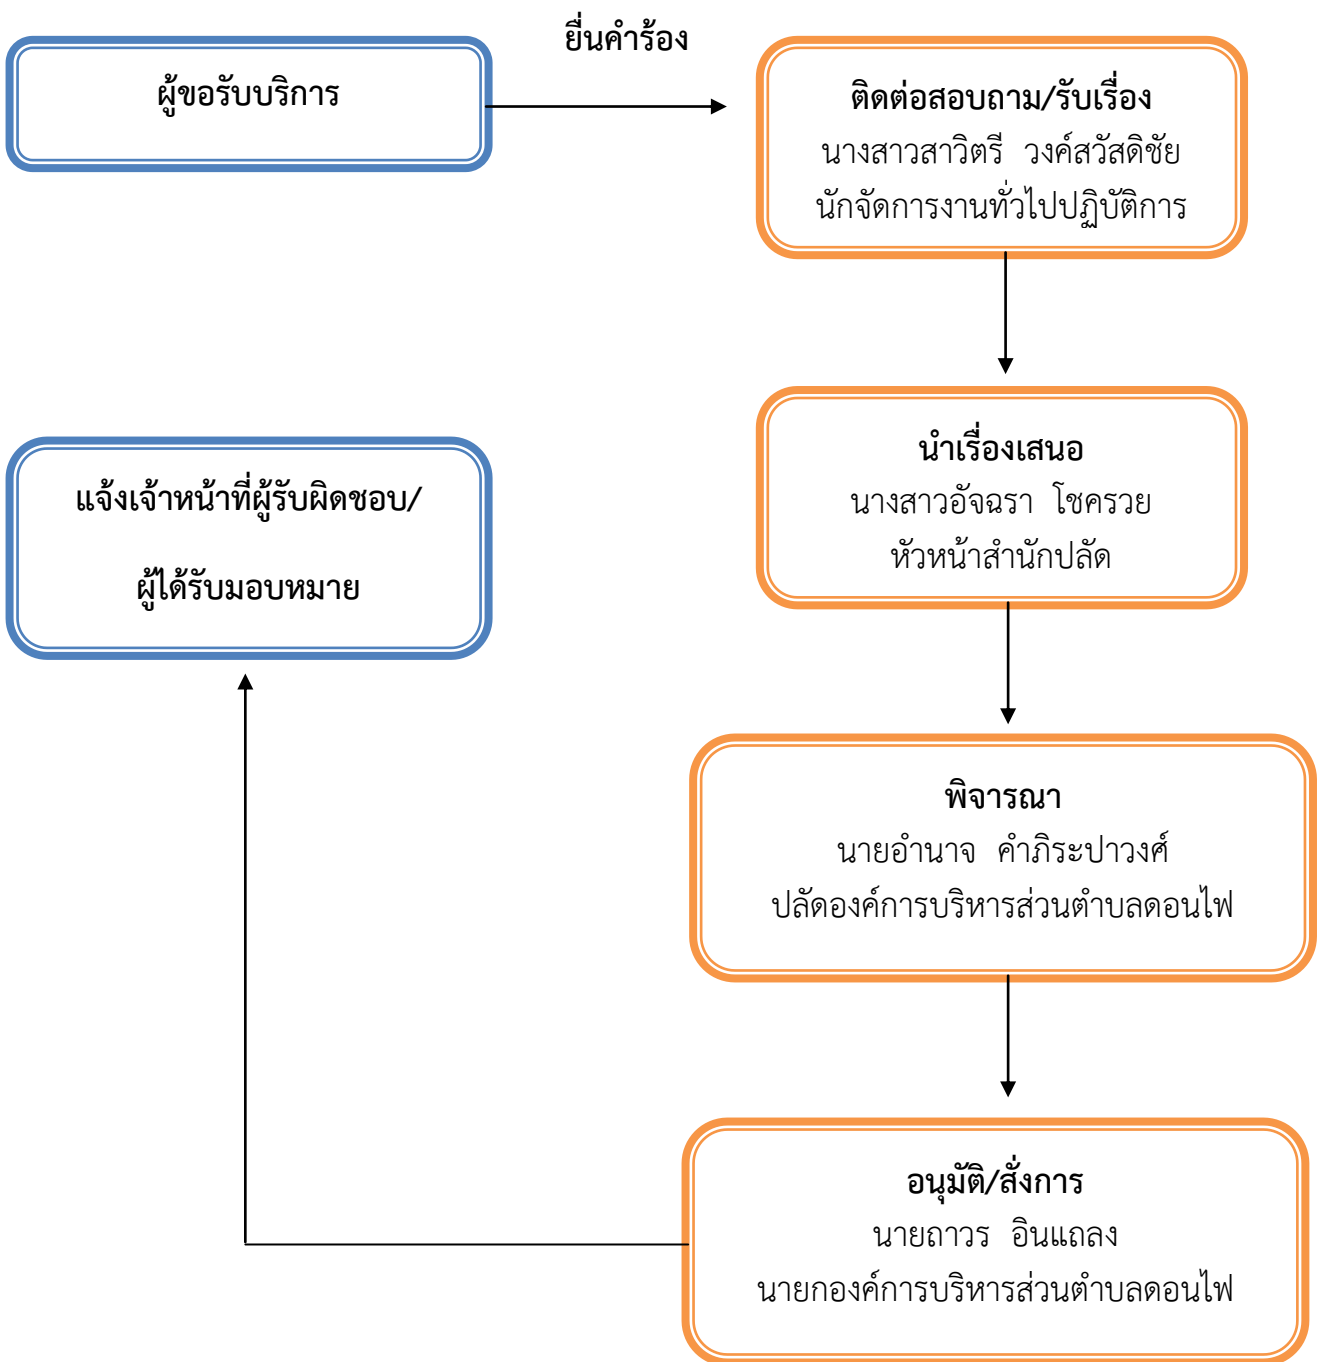 ยื่นคำร้อง
ผู้ขอรับบริการ
ติดต่อสอบถาม/รับเรื่อง
นางสาวสาวิตรี วงค์สวัสดิชัย
นักจัดการงานทั่วไปปฏิบัติการ
นำเรื่องเสนอ
นางสาวอัจฉรา โชครวย
หัวหน้าสำนักปลัด
แจ้งเจ้าหน้าที่ผู้รับผิดชอบ/
ผู้ได้รับมอบหมาย
พิจารณา
นายอำนาจ คำภิระปาวงศ์
ปลัดองค์การบริหารส่วนตำบลดอนไฟ
อนุมัติ/สั่งการ
นายถาวร อินแถลง
นายกองค์การบริหารส่วนตำบลดอนไฟ